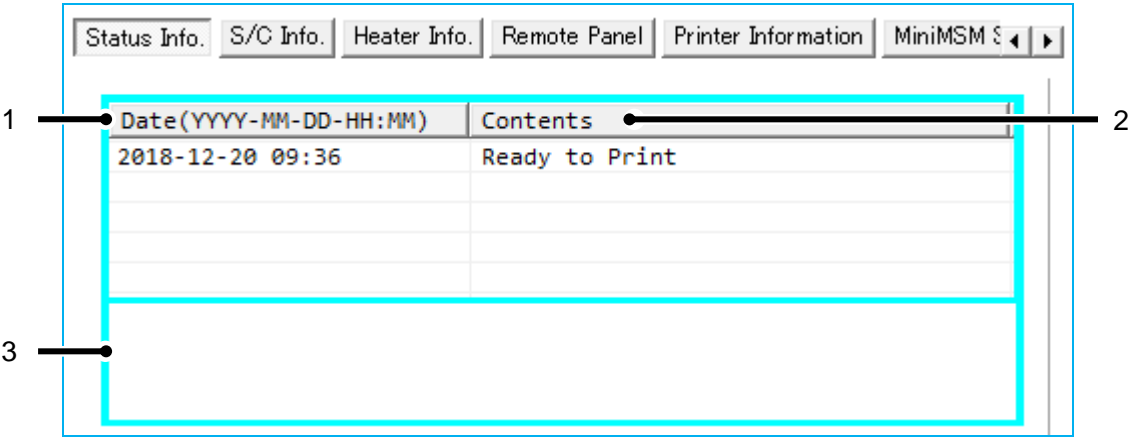 Status Info. S/C Info. Heater Info. Remote Panel Printer Information MiniMSM
1 Date(YYYY-MM-DD-HH:MM) Contents 2
2018-12-20 09:36 Ready to Print
3